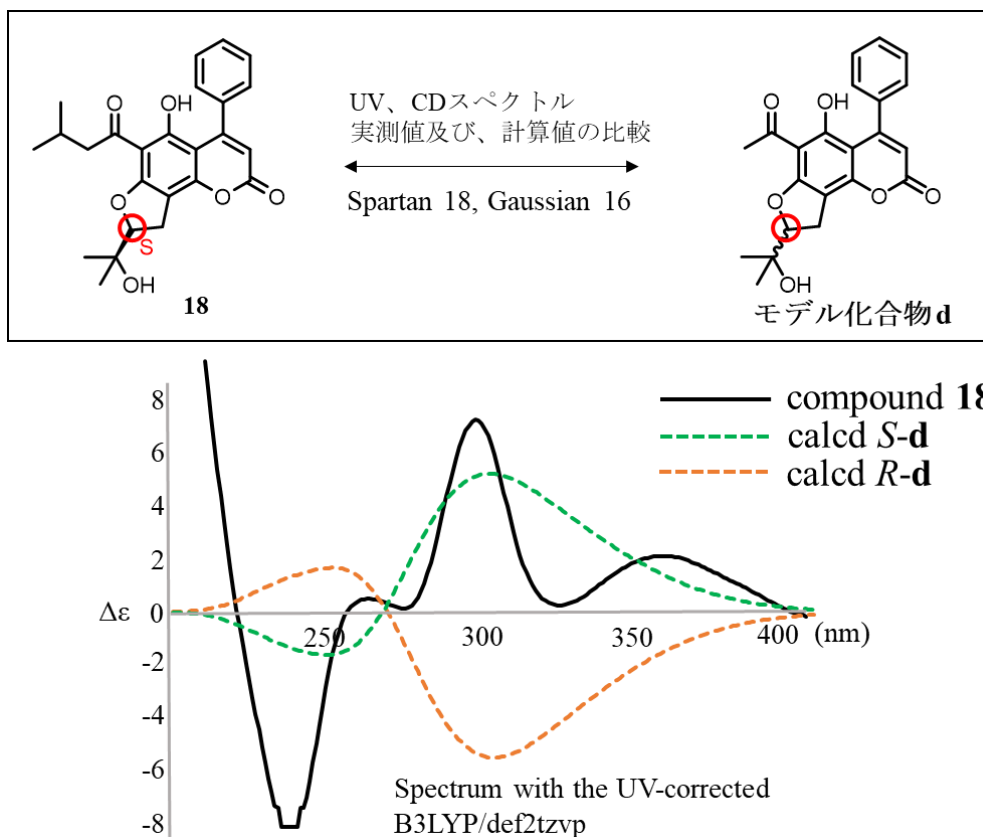 O
OH
O
O
O
S
OH
18
UV、CDスペクトル
実測値及び、計算値の比較
Spartan 18, Gaussian 16
O
OH
O
O
O
OH
モデル化合物d
8
6
4
2
0
-2
-4
-6
-8
Δε
250
300
350
400
(nm)
compound 18
calcd S-d
calcd R-d
Spectrum with the UV-corrected
B3LYP/def2tzvp